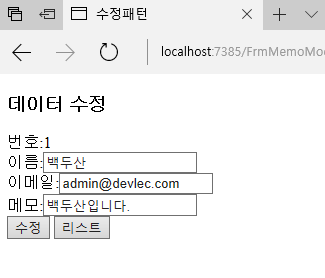 수정패턴
localhost:7385/FrmMemoMod
데이터 수정
번호:1
이름:백두산
이메일:admin@devlec.com
메모:백두산입니다.
수정 리스트